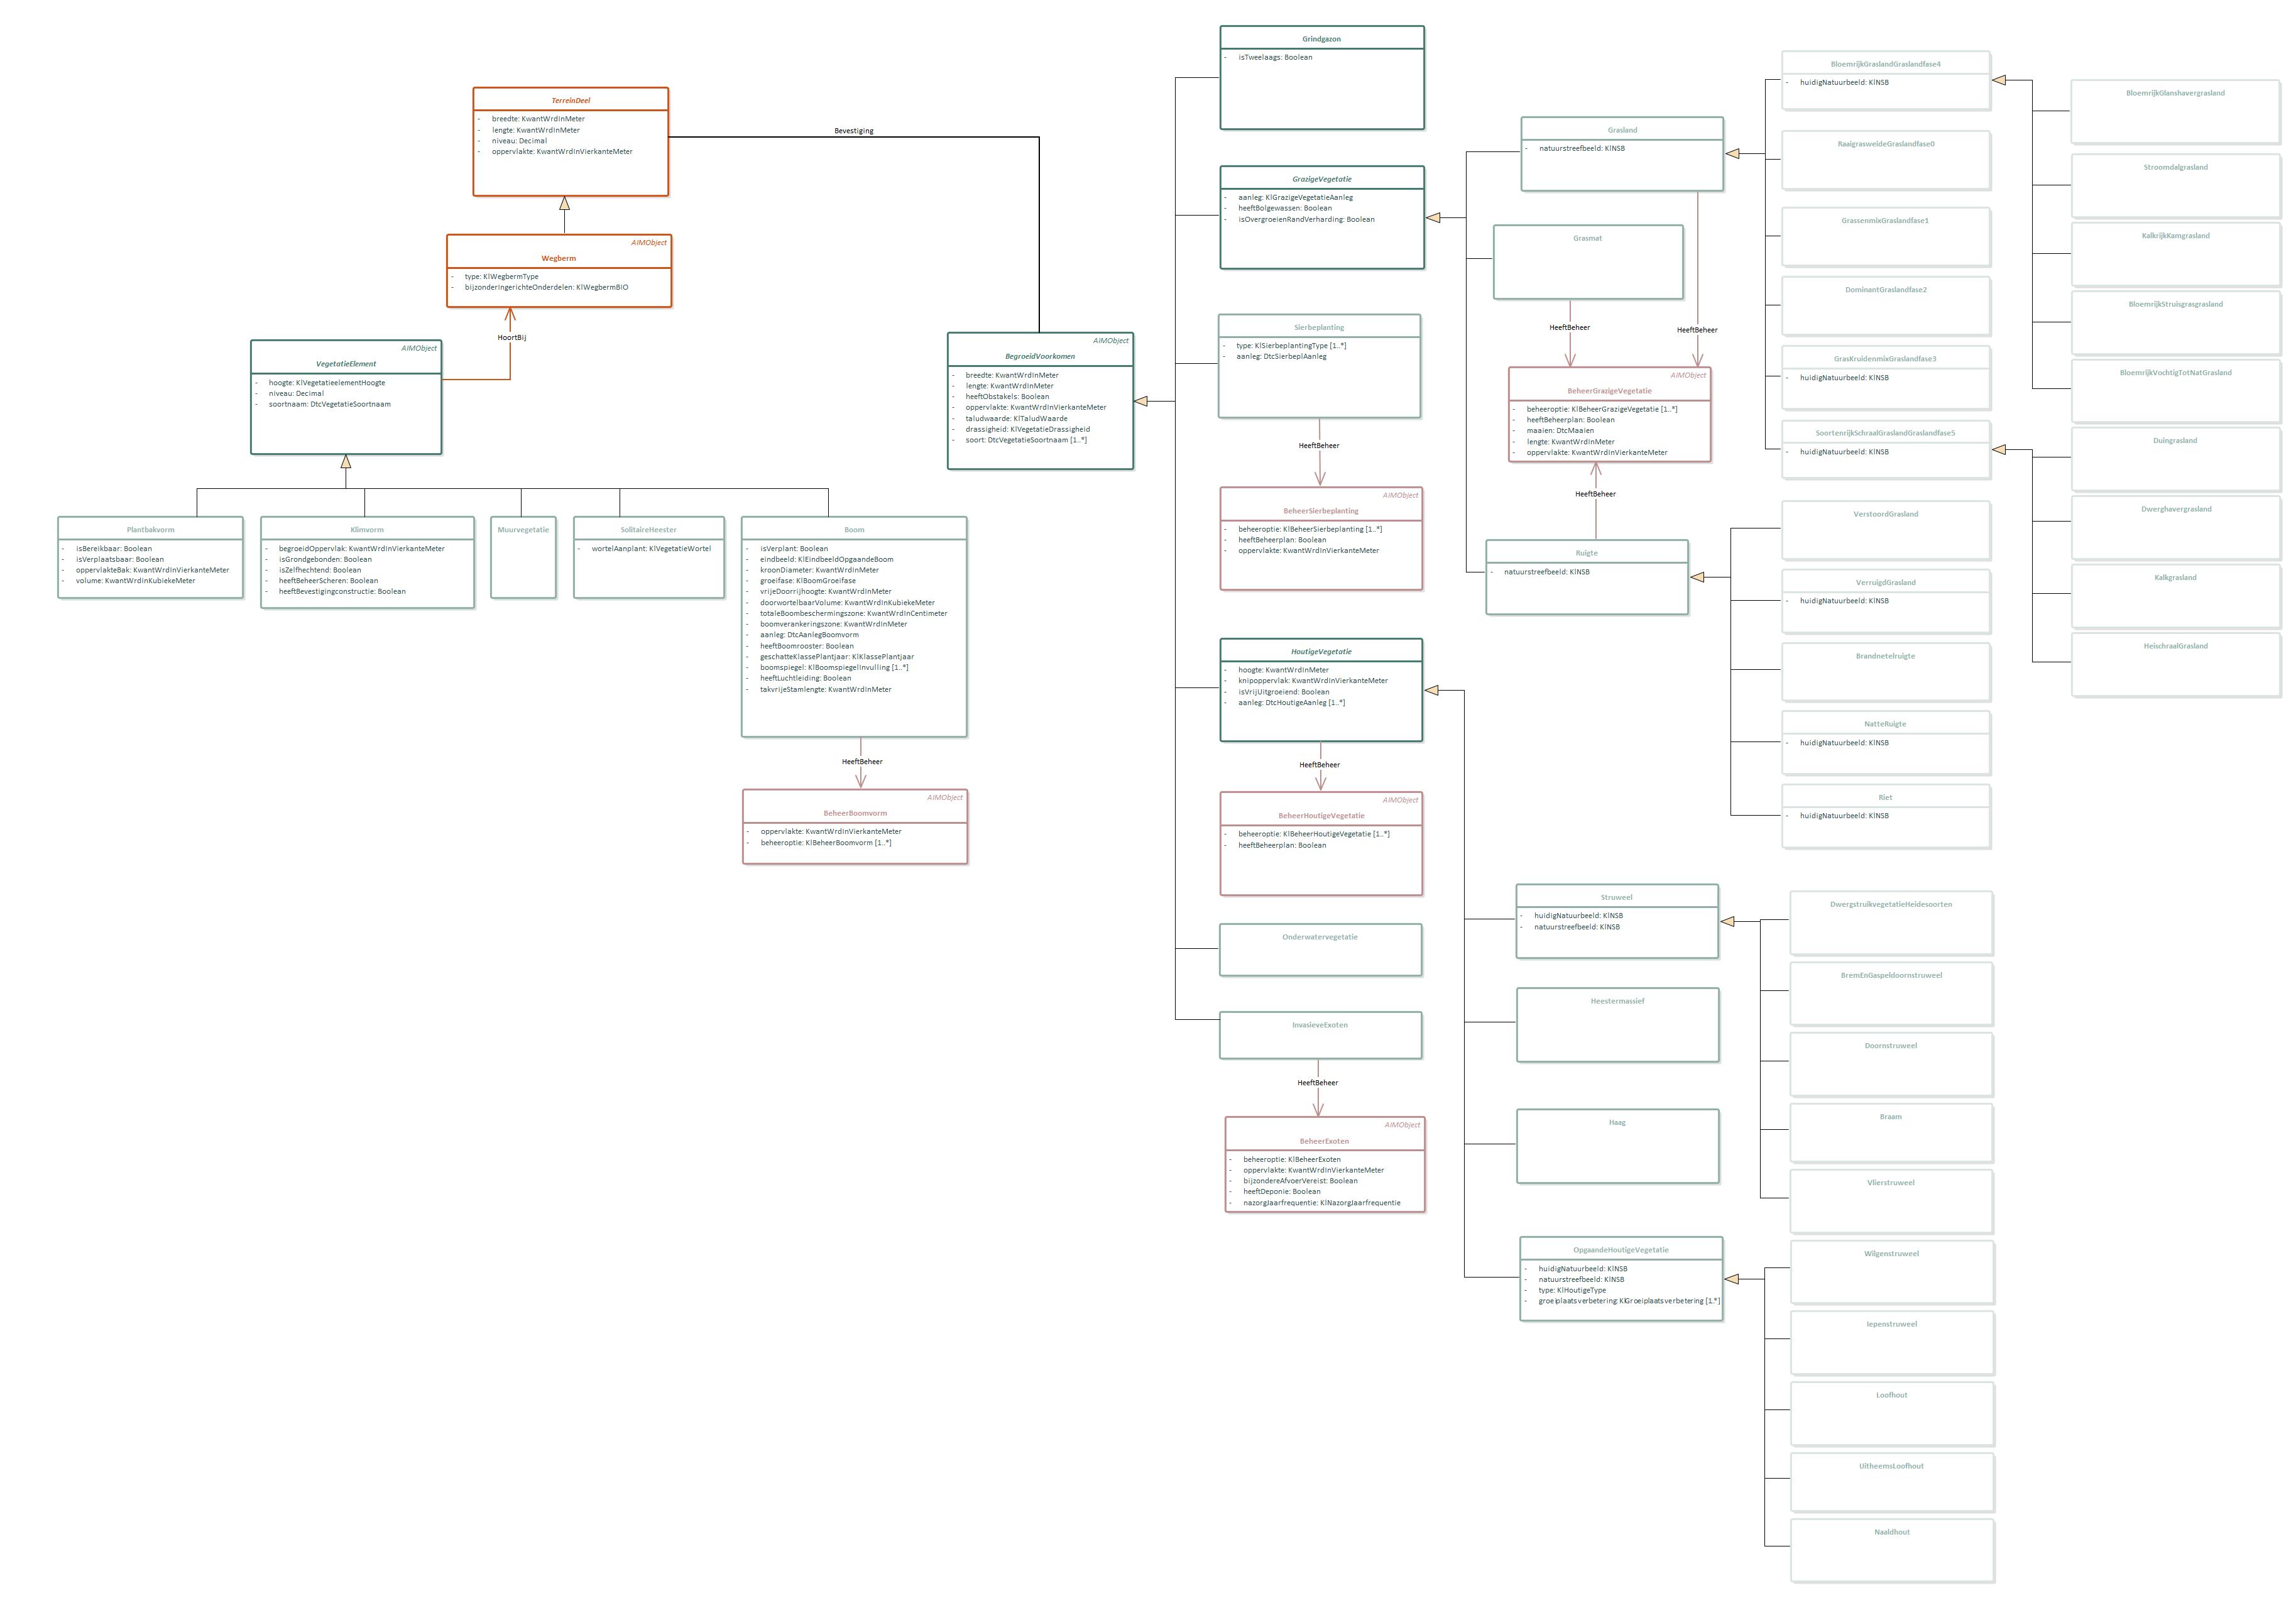 TerreinDeel
- breedte: KwantWrdInMeter
- lengte: KwantWrdInMeter
- niveau: Decimal
- oppervlakte: KwantWrdInVierkanteMeter
Bevestiging
AIMObject
Wegberm
- type: KlWegbermType
- bijzonderIngerichteOnderdelen: KlWegbermBIO
HoortBij
AIMObject
VegetatieElement
- hoogte: KlVegetatieelementHoogte
- niveau: Decimal
- soortnaam: DtcVegetatieSoortnaam
Plantbakvorm
- isBereikbaar: Boolean
- isVerplaatsbaar: Boolean
- oppervlakteBak: KwantWrdInVierkanteMeter
- volume: KwantWrdInKubiekeMeter
Klimvorm
- begroeidOppervlak: KwantWrdInVierkanteMeter
- isGrondgebonden: Boolean
- isZelfhechtend: Boolean
- heeftBeheerScheren: Boolean
- heeftBevestigingconstructie: Boolean
Muurvegetatie
SolitaireHeester
- wortelAanplant: KlVegetatieWortel
Boom
- isVerplant: Boolean
- eindbeeld: KlEindbeeldOpgaandeBoom
- kroonDiameter: KwantWrdInMeter
- groeifase: KlBoomGroeifase
- vrijeDoorrijhoogte: KwantWrdInMeter
- doorwortelbaarVolume: KwantWrdInKubiekeMeter
- totaleBoombeschermingszone: KwantWrdInCentimeter
- boomverankeringszone: KwantWrdInMeter
- aanleg: DtcAanlegBoomvorm
- heeftBoomrooster: Boolean
- geschatteKlassePlantjaar: KlKlassePlantjaar
- boomspiegel: KlBoomspiegelInvulling [1..*]
- heeftLuchtleiding: Boolean
- takvrijeStamlengte: KwantWrdInMeter
HeeftBeheer
AIMObject
BeheerBoomvorm
- oppervlakte: KwantWrdInVierkanteMeter
- beheeroptie: KlBeheerBoomvorm [1..*]
AIMObject
BegroeidVoorkomen
- breedte: KwantWrdInMeter
- lengte: KwantWrdInMeter
- heeftObstakels: Boolean
- oppervlakte: KwantWrdInVierkanteMeter
- taludwaarde: KlTaludWaarde
- drassigheid: KlVegetatieDrassigheid
- soort: DtcVegetatieSoortnaam [1..*]
Grindgazon
- isTweelaags: Boolean
GrazigeVegetatie
- aanleg: KlGrazigeVegetatieAanleg
- heeftBolgewassen: Boolean
- isOvergroeienRandVerharding: Boolean
Sierbeplanting
- type: KlSierbeplantingType [1..*]
- aanleg: DtcSierbeplAanleg
HeeftBeheer
AIMObject
BeheerSierbeplanting
- beheeroptie: KlBeheerSierbeplanting [1..*]
- heeftBeheerplan: Boolean
- oppervlakte: KwantWrdInVierkanteMeter
HoutigeVegetatie
- hoogte: KwantWrdInMeter
- knipoppervlak: KwantWrdInVierkanteMeter
- isVrijUitgroeiend: Boolean
- aanleg: DtcHoutigeAanleg [1..*]
HeeftBeheer
AIMObject
BeheerHoutigeVegetatie
- beheeroptie: KlBeheerHoutigeVegetatie [1..*]
- heeftBeheerplan: Boolean
Onderwatervegetatie
InvasieveExoten
HeeftBeheer
AIMObject
BeheerExoten
- beheeroptie: KlBeheerExoten
- oppervlakte: KwantWrdInVierkanteMeter
- bijzondereAfvoerVereist: Boolean
- heeftDeponie: Boolean
- nazorgJaarfrequentie: KlNazorgJaarfrequentie
Grasland
- natuurstreefbeeld: KlNSB
Grasmat
HeeftBeheer
HeeftBeheer
AIMObject
BeheerGrazigeVegetatie
- beheeroptie: KlBeheerGrazigeVegetatie [1..*]
- heeftBeheerplan: Boolean
- maaien: DtcMaaien
- lengte: KwantWrdInMeter
- oppervlakte: KwantWrdInVierkanteMeter
HeeftBeheer
Ruigte
- natuurstreefbeeld: KlNSB
Struweel
- huidigNatuurbeeld: KlNSB
- natuurstreefbeeld: KlNSB
Heestermassief
Haag
OpgaandeHoutigeVegetatie
- huidigNatuurbeeld: KlNSB
- natuurstreefbeeld: KlNSB
- type: KlHoutigeType
- groeiplaatsverbetering: KlGroeiplaatsverbetering [1..*]
BloemrijkGraslandGraslandfase4
- huidigNatuurbeeld: KlNSB
RaaigrasweideGraslandfase0
GrassenmixGraslandfase1
DominantGraslandfase2
GrasKruidenmixGraslandfase3
- huidigNatuurbeeld: KlNSB
SoortenrijkSchraalGraslandGraslandfase5
- huidigNatuurbeeld: KlNSB
VerstoordGrasland
VerruigdGrasland
- huidigNatuurbeeld: KlNSB
Brandnetelruigte
NatteRuigte
- huidigNatuurbeeld: KlNSB
Riet
- huidigNatuurbeeld: KlNSB
DwergstruikvegetatieHeidesoorten
BremEnGaspeldoornstruweel
Doornstruweel
Braam
Vlierstruweel
Wilgenstruweel
Iepenstruweel
Loofhout
UitheemsLoofhout
Naaldhout
BloemrijkGlanshavergrasland
Stroomdalgrasland
KalkrijkKamgrasland
BloemrijkStruisgrasgrasland
BloemrijkVochtigTotNatGrasland
Duingrasland
Dwerghavergrasland
Kalkgrasland
HeischraalGrasland